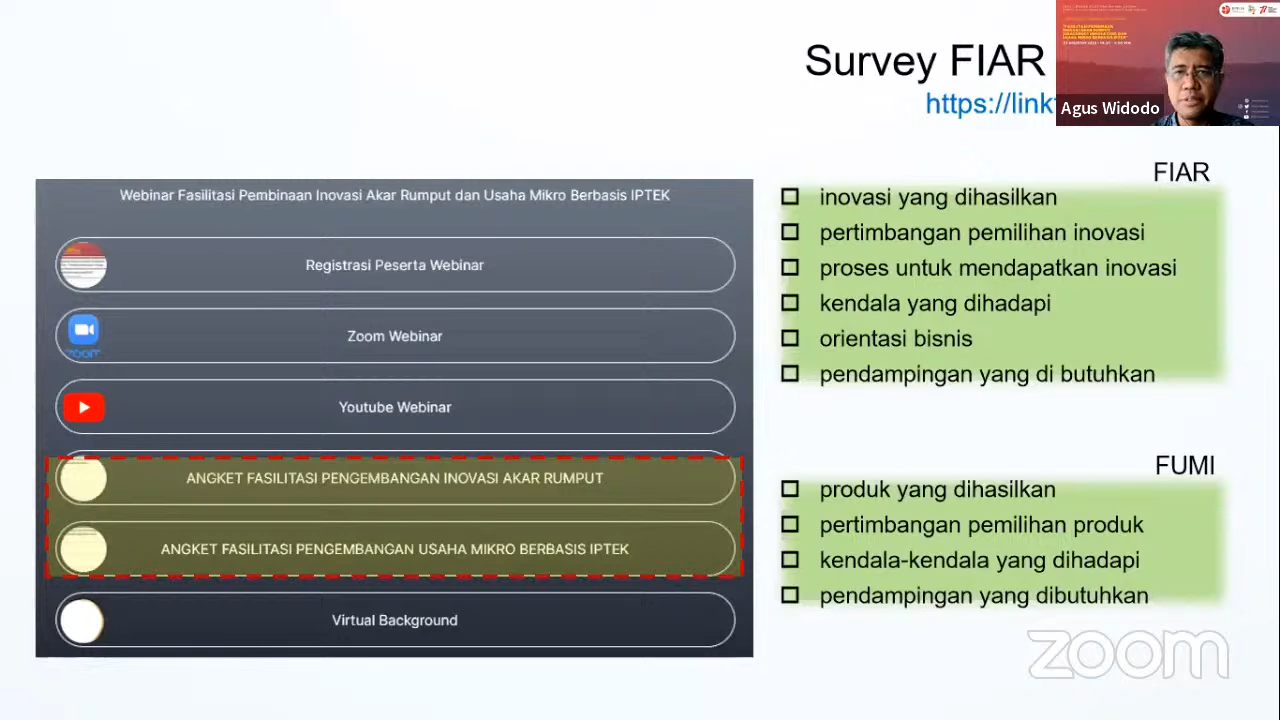 Survey FIAR
https://link
Agus Widodo
Webinar Fasilitasi Pembinaan Inovasi Akar Rumput dan Usaha Mikro Berbasis IPTEK
Registrasi Peserta Webinar
zoom
Zoom Webinar
Youtube Webinar
ANGKET FASILITASI PENGEMBANGAN INOVASI AKAR RUMPUT
ANGKET FASILITASI PENGEMBANGAN USAHA MIKRO BERBASIS IPTEK
Virtual Background
FIAR
inovasi yang dihasilkan
pertimbangan pemilihan inovasi
proses untuk mendapatkan inovasi
kendala yang dihadapi
orientasi bisnis
pendampingan yang di butuhkan
FUMI
produk yang dihasilkan
pertimbangan pemilihan produk
kendala-kendala yang dihadapi
pendampingan yang dibutuhkan
zoom